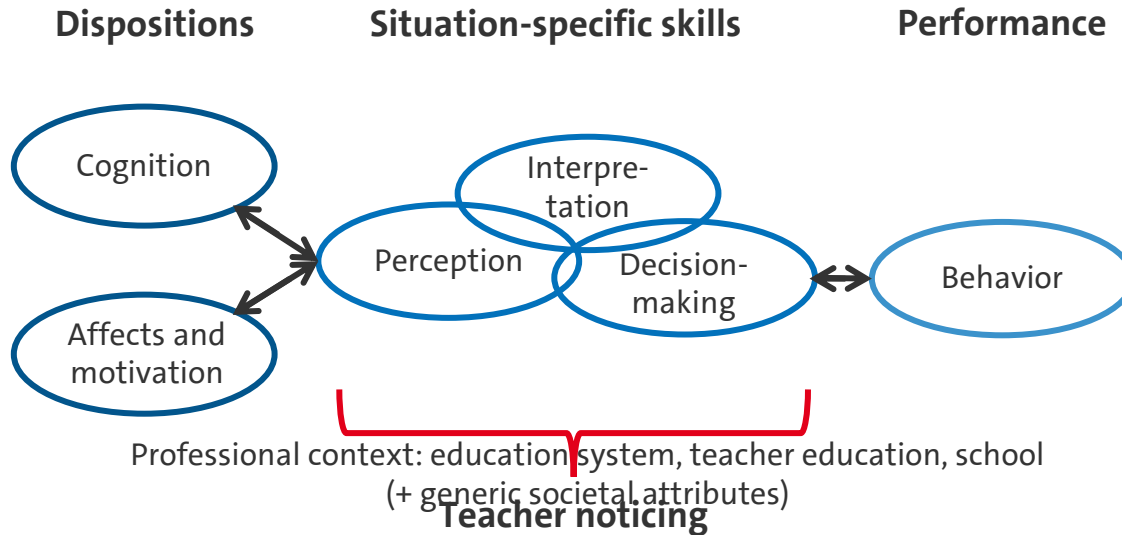 Dispositions
Situation-specific skills
Performance
Cognition
Interpre-
tation
Perception
Decision-
making
Behavior
Affects and
motivation
Professional context: education system, teacher education, school
(+ generic societal attributes)
Teacher noticing